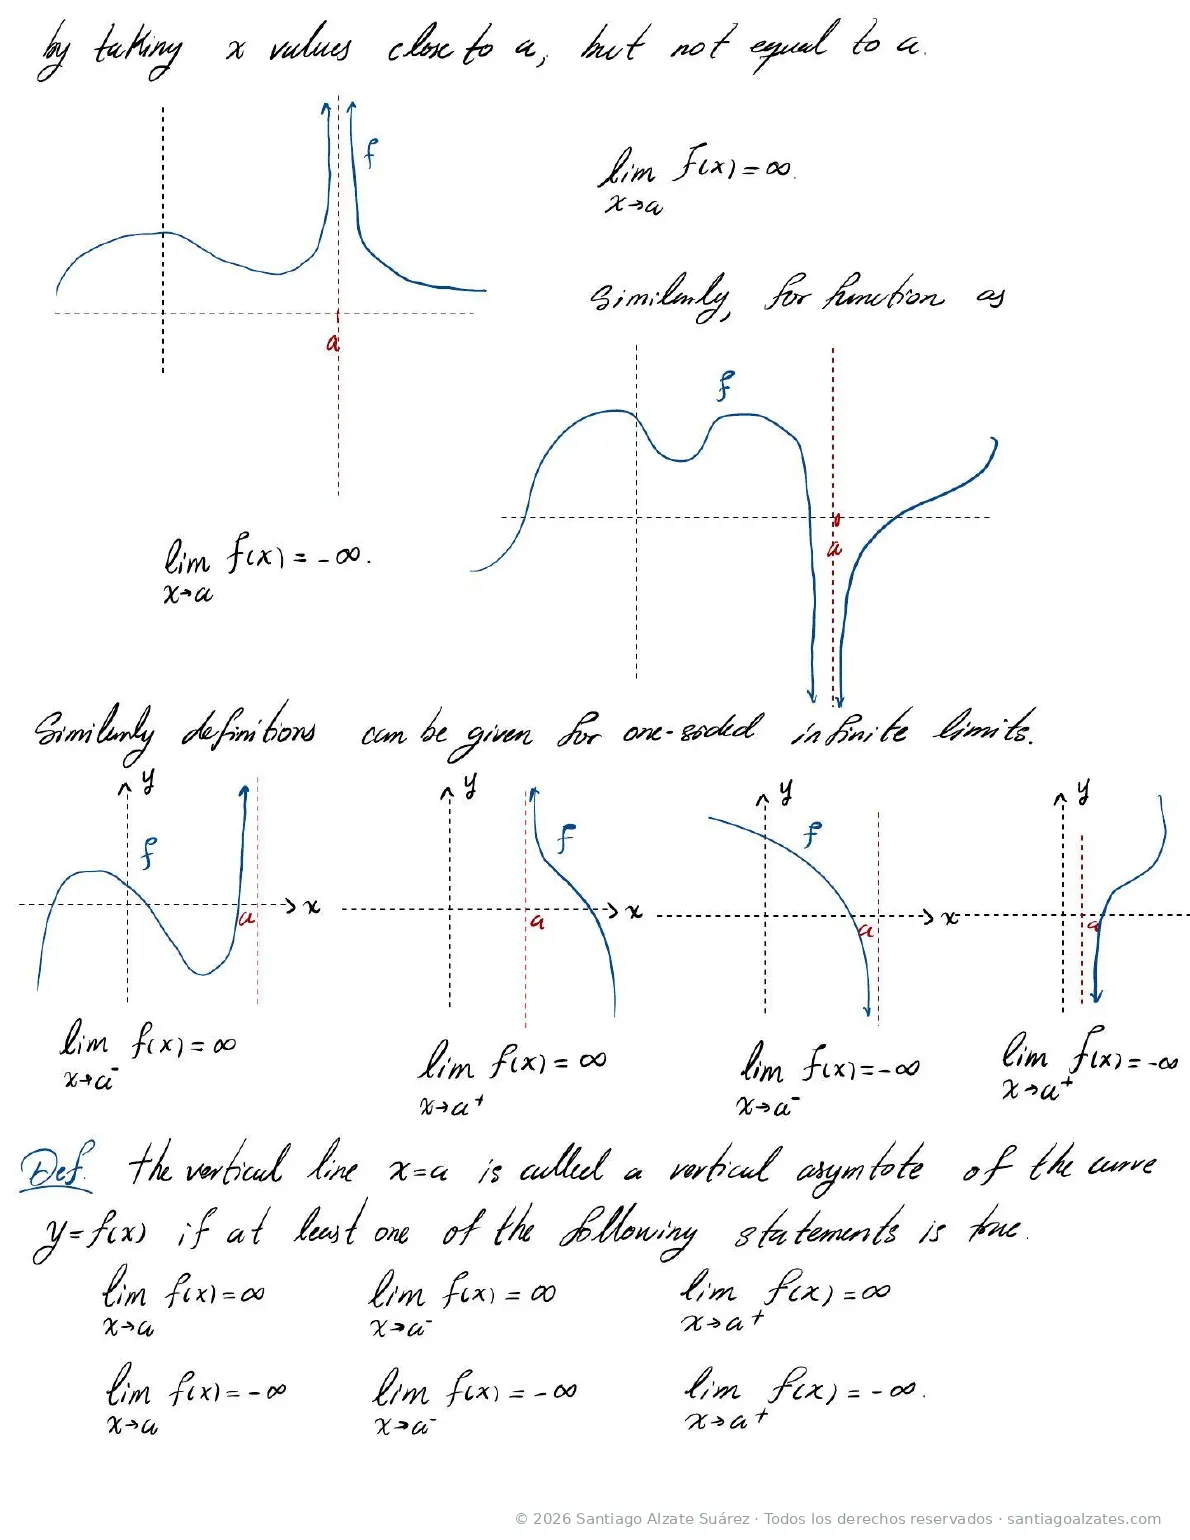 by taking x values close to a, but not equal to a.
f
lim f(x) = ∞.
x→a
a
Similarly, for function as
f
a
lim f(x) = -∞.
x→a
Similarly definitions can be given for one-sided infinite limits.
y y y y
f f f
x x x
a a a a
lim f(x) = ∞ lim f(x) = ∞ lim f(x) = -∞ lim f(x) = -∞
x→a⁻ x→a⁺ x→a⁻ x→a⁺
Def. the vertical line x=a is called a vertical asymtote of the curve
y=f(x) if at least one of the following statements is true.
lim f(x) = ∞ lim f(x) = ∞ lim f(x) = ∞
x→a x→a⁻ x→a⁺
lim f(x) = -∞ lim f(x) = -∞ lim f(x) = -∞.
x→a x→a⁻ x→a⁺
© 2026 Santiago Alzate Suárez · Todos los derechos reservados · santiagoalzates.com